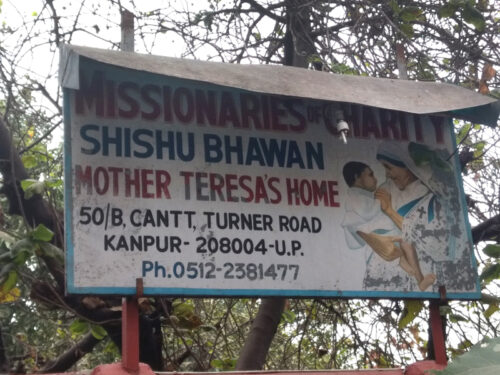 MISSIONARIES OF CHARITY
SHISHU BHAWAN
MOTHER TERESA'S HOME
50/B, CANTT, TURNER ROAD
KANPUR- 208004-U.P.
Ph.0512-2381477